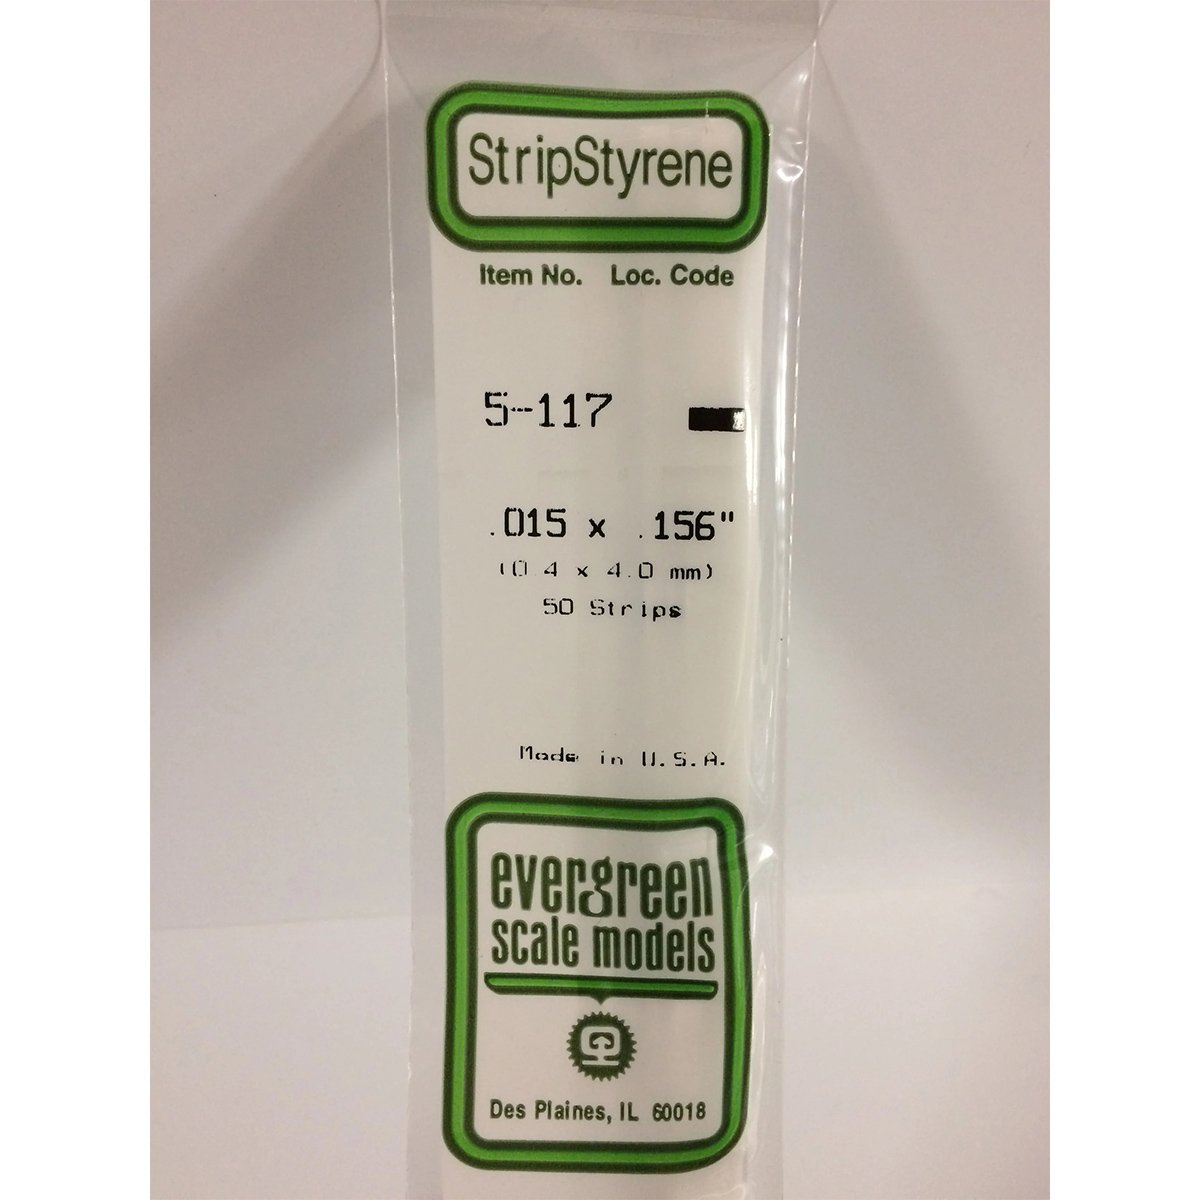 StripStyrene
Item No. Loc. Code
5-117
.015 x .156"
(0.4 x 4.0 mm)
50 Strips
Made in U.S.A.
evergreen
scale models
Des Plaines, IL 60018